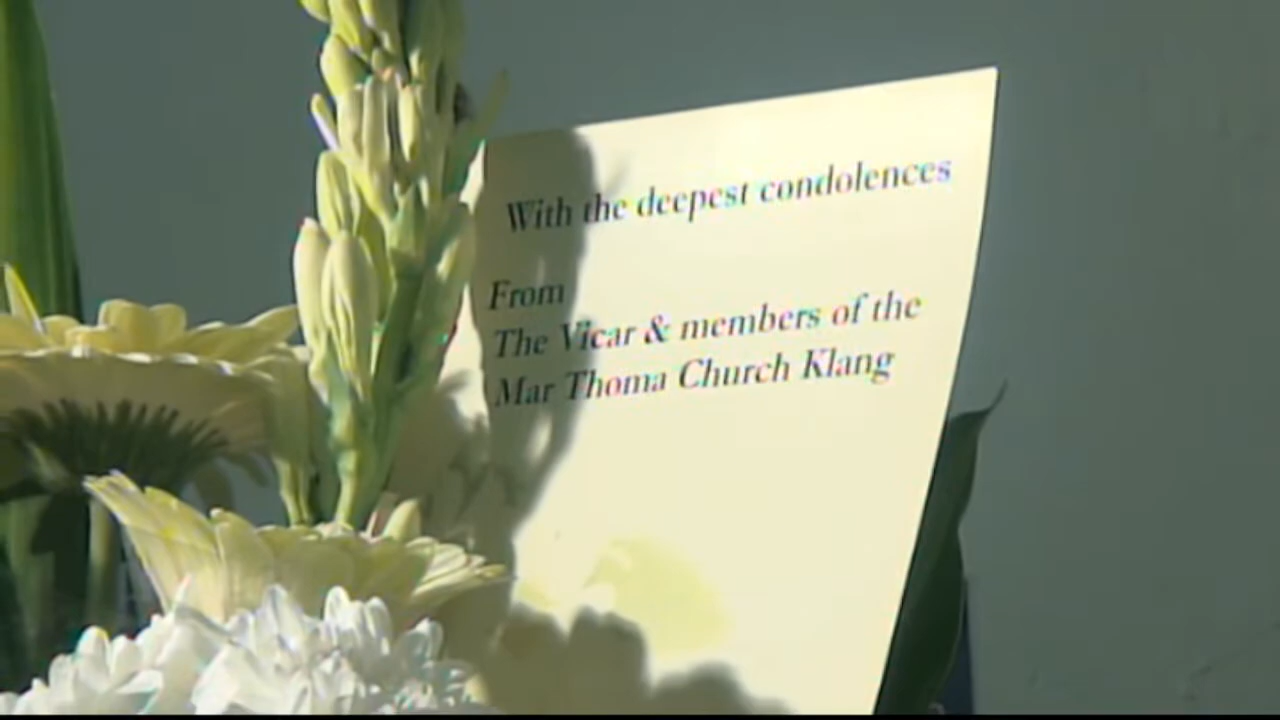 With the deepest condolences
From
The Vicar & members of the
Mar Thoma Church Klang